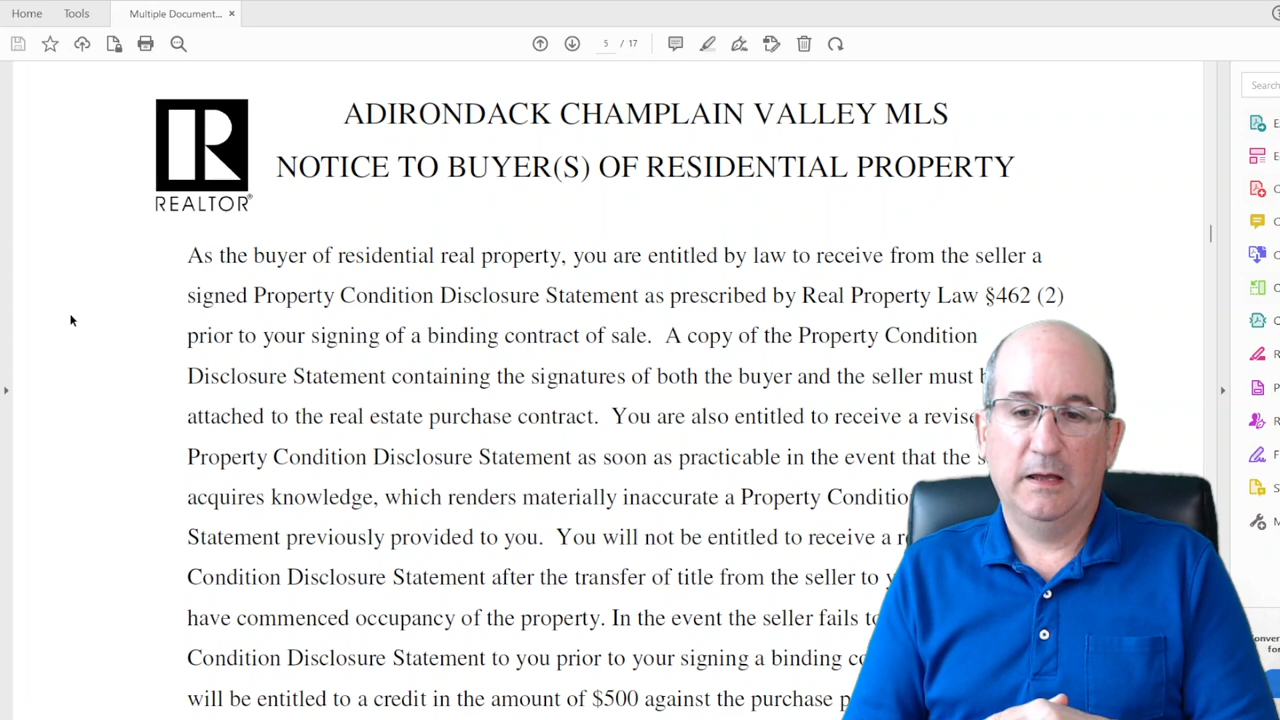 Home Tools Multiple Document... ×
5 / 17
Search
R
REALTOR®
ADIRONDACK CHAMPLAIN VALLEY MLS
NOTICE TO BUYER(S) OF RESIDENTIAL PROPERTY
As the buyer of residential real property, you are entitled by law to receive from the seller a
signed Property Condition Disclosure Statement as prescribed by Real Property Law §462 (2)
prior to your signing of a binding contract of sale. A copy of the Property Condition
Disclosure Statement containing the signatures of both the buyer and the seller must
attached to the real estate purchase contract. You are also entitled to receive a
Property Condition Disclosure Statement as soon as practicable in the event that the
acquires knowledge, which renders materially inaccurate a Property
Statement previously provided to you. You will not be entitled to receive a
Condition Disclosure Statement after the transfer of title from the seller to
have commenced occupancy of the property. In the event the seller fails to
Condition Disclosure Statement to you prior to your signing a binding
will be entitled to a credit in the amount of $500 against the purchase